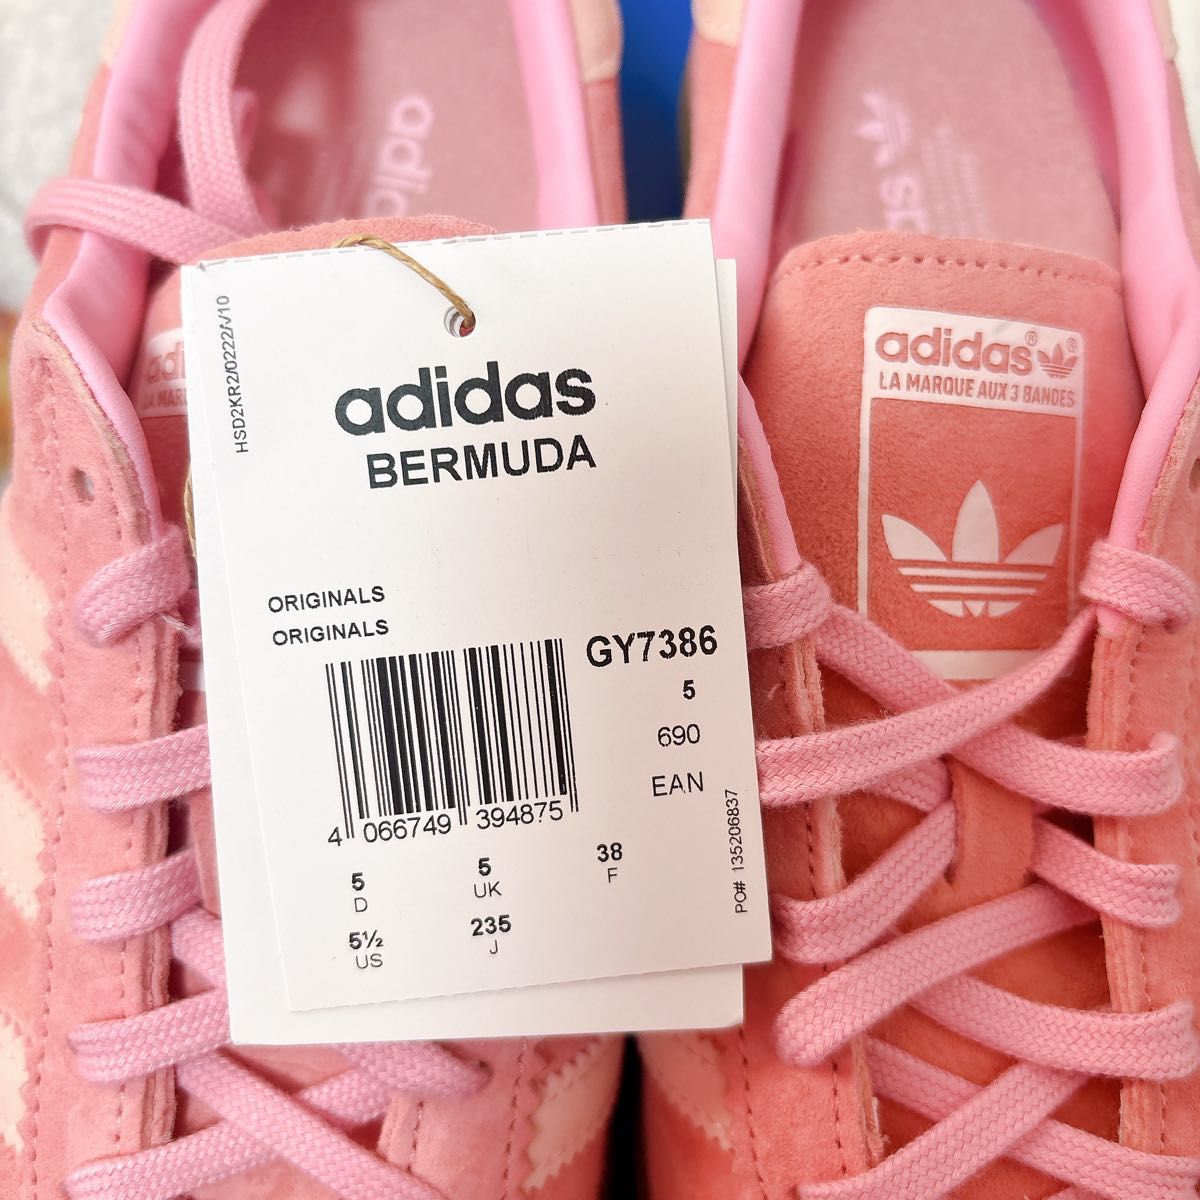 adidas
HSD2KR2/0222/V10
adidas
BERMUDA
ORIGINALS
ORIGINALS
GY7386
5
690
EAN
4 066749 394875
5 5 38
D UK F
5½ 235
US J
PO# 135206837
adidas® ®
LA MARQUE AUX 3 BANDES